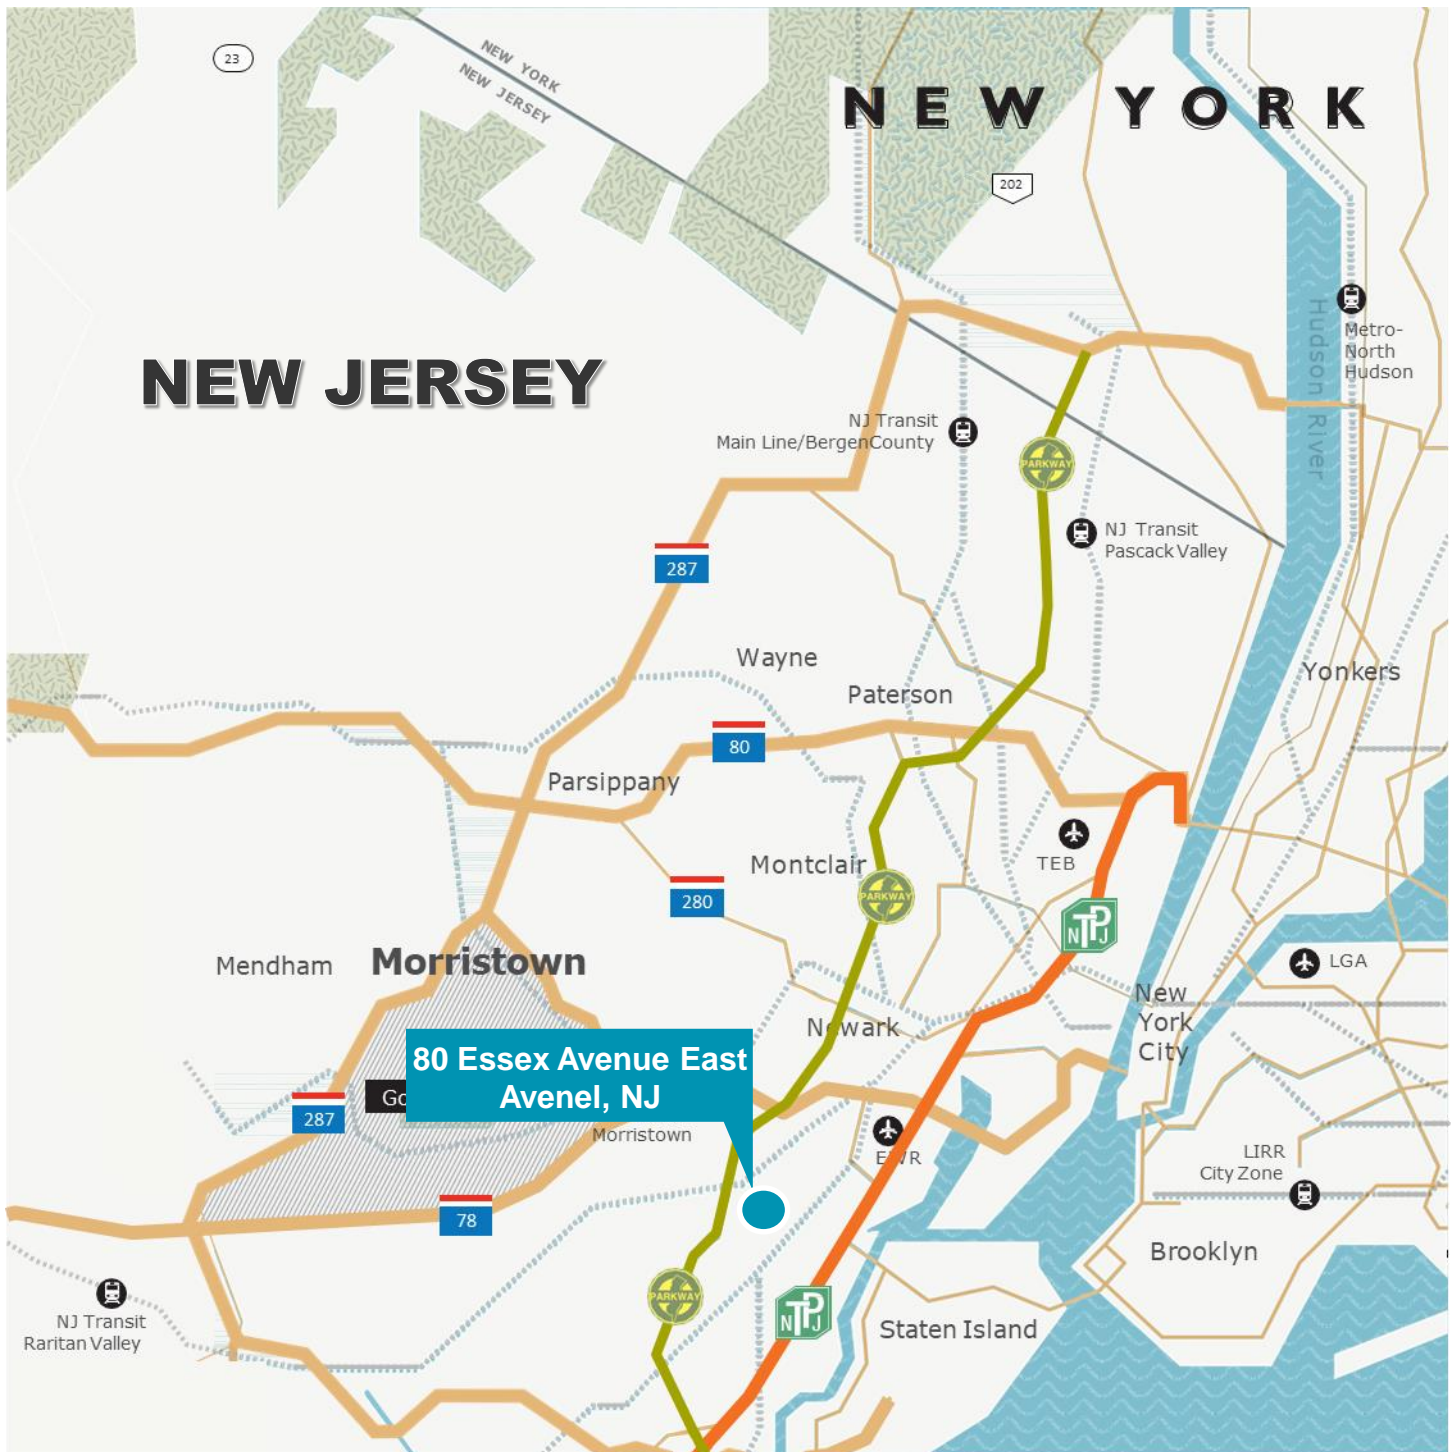 23
NEW YORK
NEW JERSEY
NEW YORK
202
Hudson River
Metro-
North
Hudson
NEW JERSEY
NJ Transit
Main Line/BergenCounty
PARKWAY
NJ Transit
Pascack Valley
287
Wayne
Paterson
Yonkers
80
Parsippany
TEB
Montclair
280
PARKWAY
NTPJ
Mendham
Morristown
LGA
New
York
City
Newark
80 Essex Avenue East
Avenel, NJ
287
Morristown
EWR
LIRR
City Zone
78
Brooklyn
PARKWAY
NTPJ
NJ Transit
Raritan Valley
Staten Island